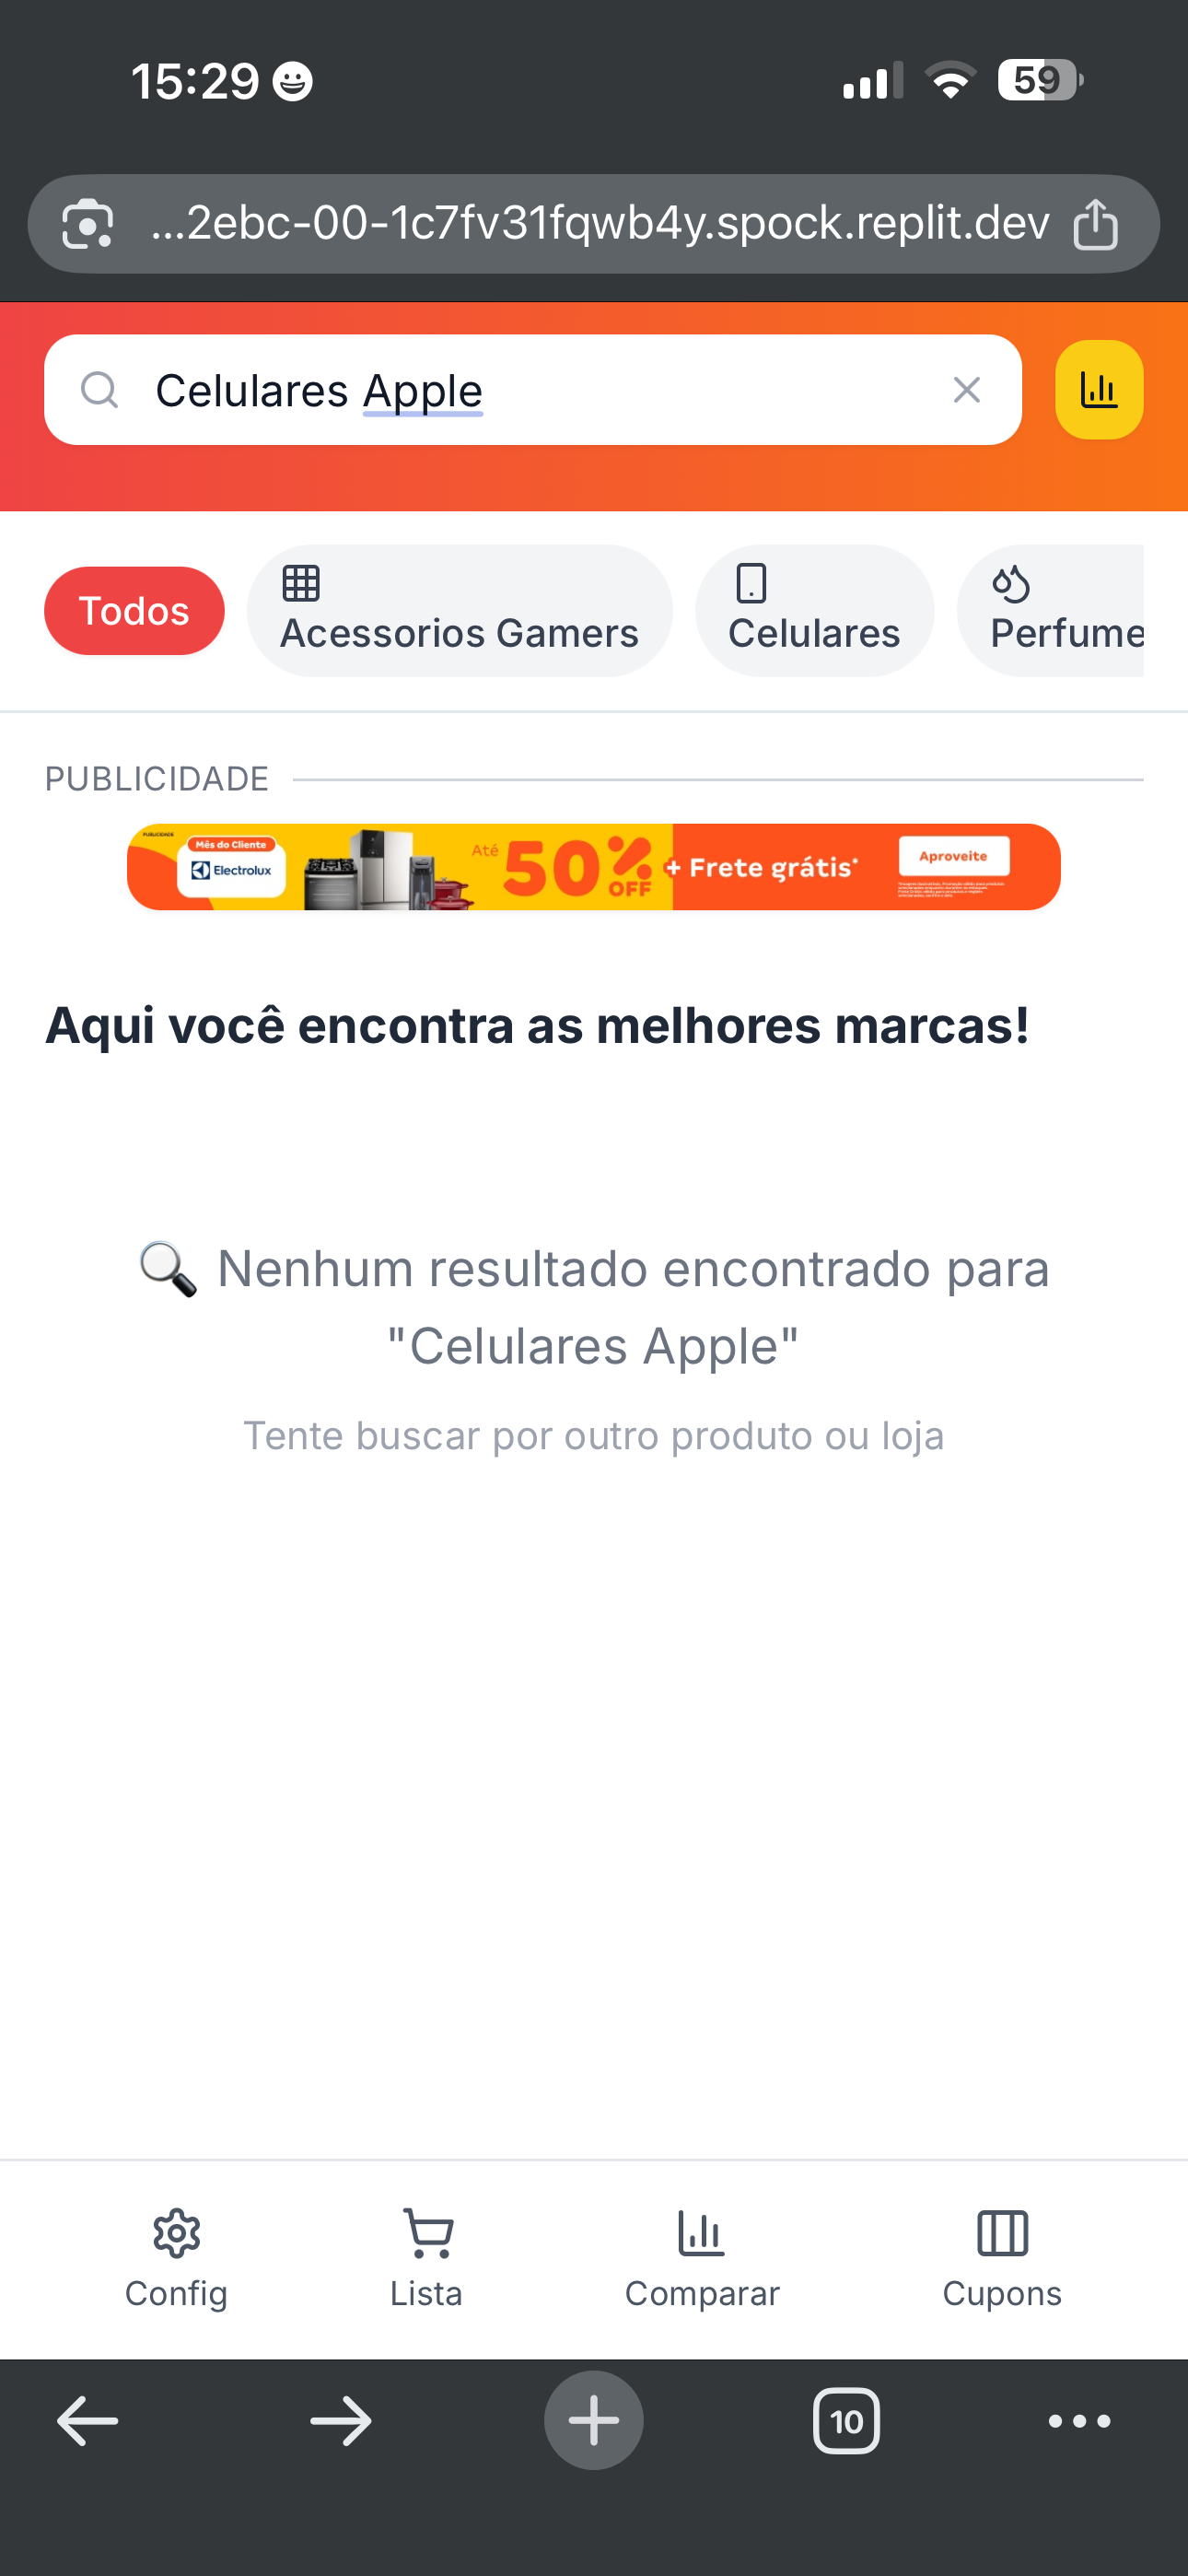 15:29
59
...2ebc-00-1c7fv31fqwb4y.spock.replit.dev
Celulares Apple
Todos
Acessorios Gamers
Celulares
Perfume
PUBLICIDADE
PUBLICIDADE
Mês do Cliente
Electrolux
Até
50%
OFF
+ Frete grátis*
Aproveite
Aqui você encontra as melhores marcas!
Nenhum resultado encontrado para
"Celulares Apple"
Tente buscar por outro produto ou loja
Config
Lista
Comparar
Cupons
10